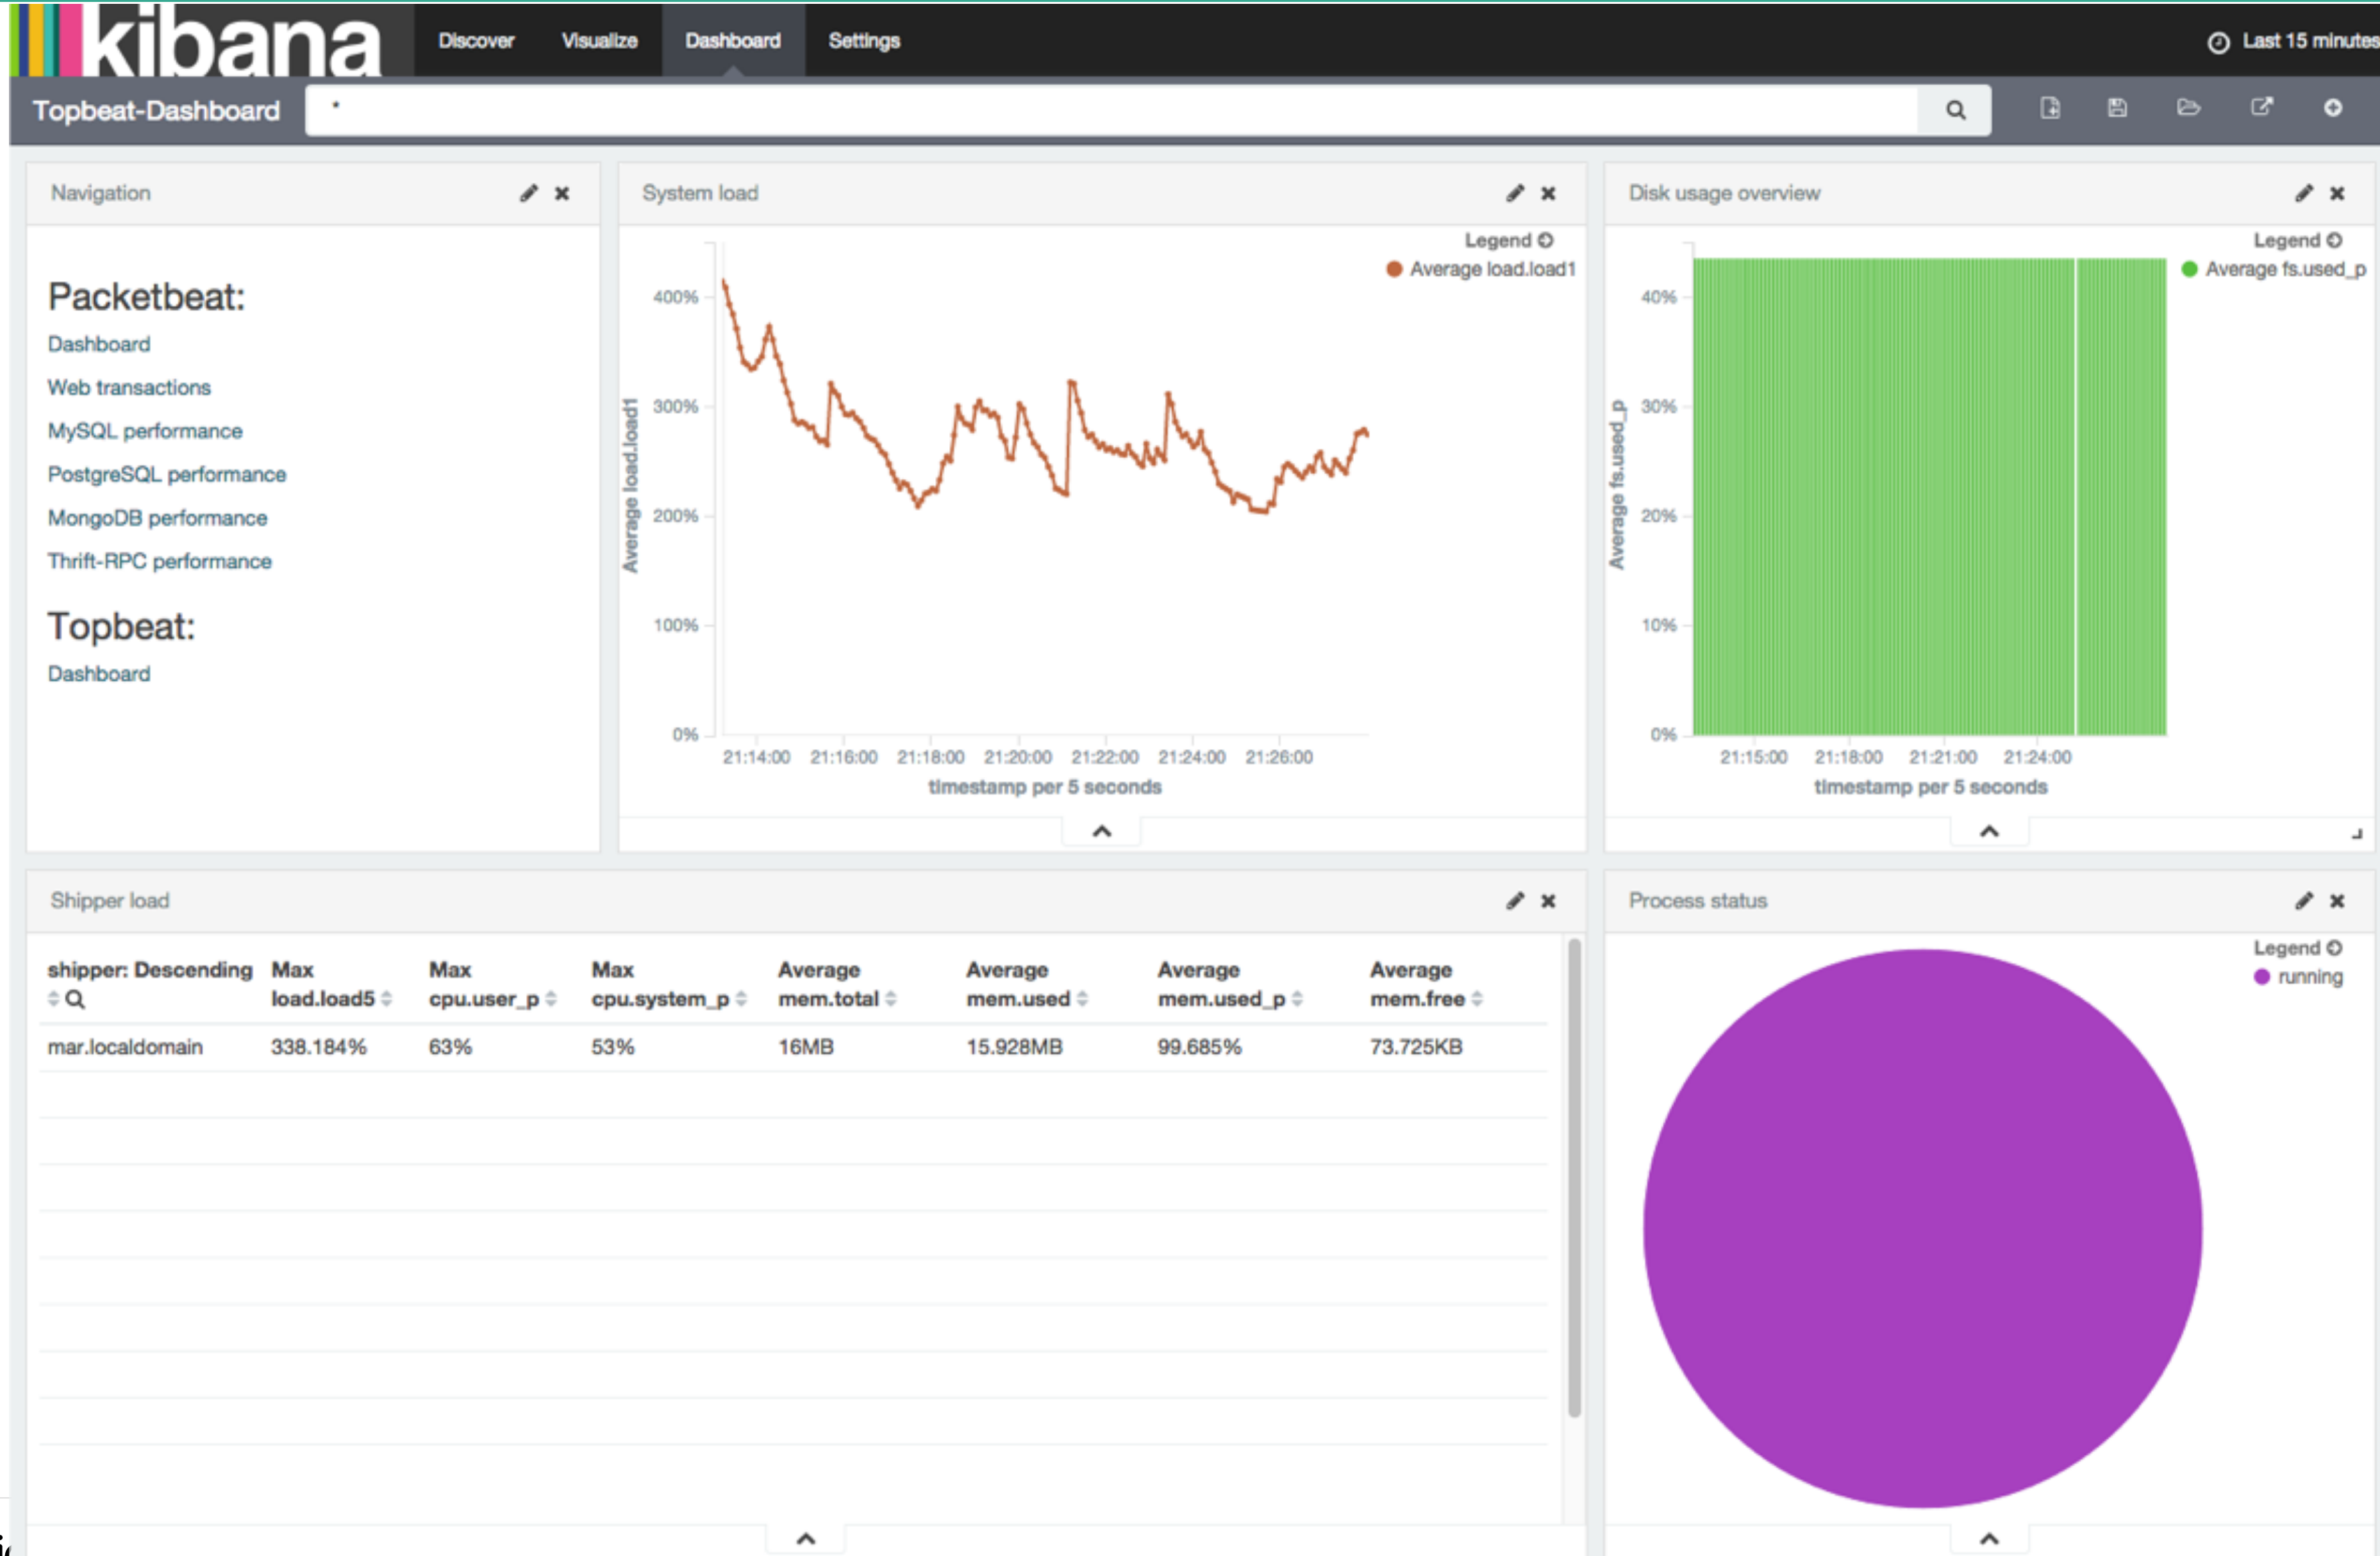 kibana
Discover Visualize Dashboard Settings Last 15 minutes
Topbeat-Dashboard *
Navigation
Packetbeat:
Dashboard
Web transactions
MySQL performance
PostgreSQL performance
MongoDB performance
Thrift-RPC performance
Topbeat:
Dashboard
System load
Legend
Average load.load1
Average load.load1
400%
300%
200%
100%
0%
21:14:00 21:16:00 21:18:00 21:20:00 21:22:00 21:24:00 21:26:00
timestamp per 5 seconds
Disk usage overview
Legend
Average fs.used_p
Average fs.used_p
40%
30%
20%
10%
0%
21:15:00 21:18:00 21:21:00 21:24:00
timestamp per 5 seconds
Shipper load
shipper: Descending Max load.load5 Max cpu.user_p Max cpu.system_p Average mem.total Average mem.used Average mem.used_p Average mem.free
mar.localdomain 338.184% 63% 53% 16MB 15.928MB 99.685% 73.725KB
Process status
Legend
running